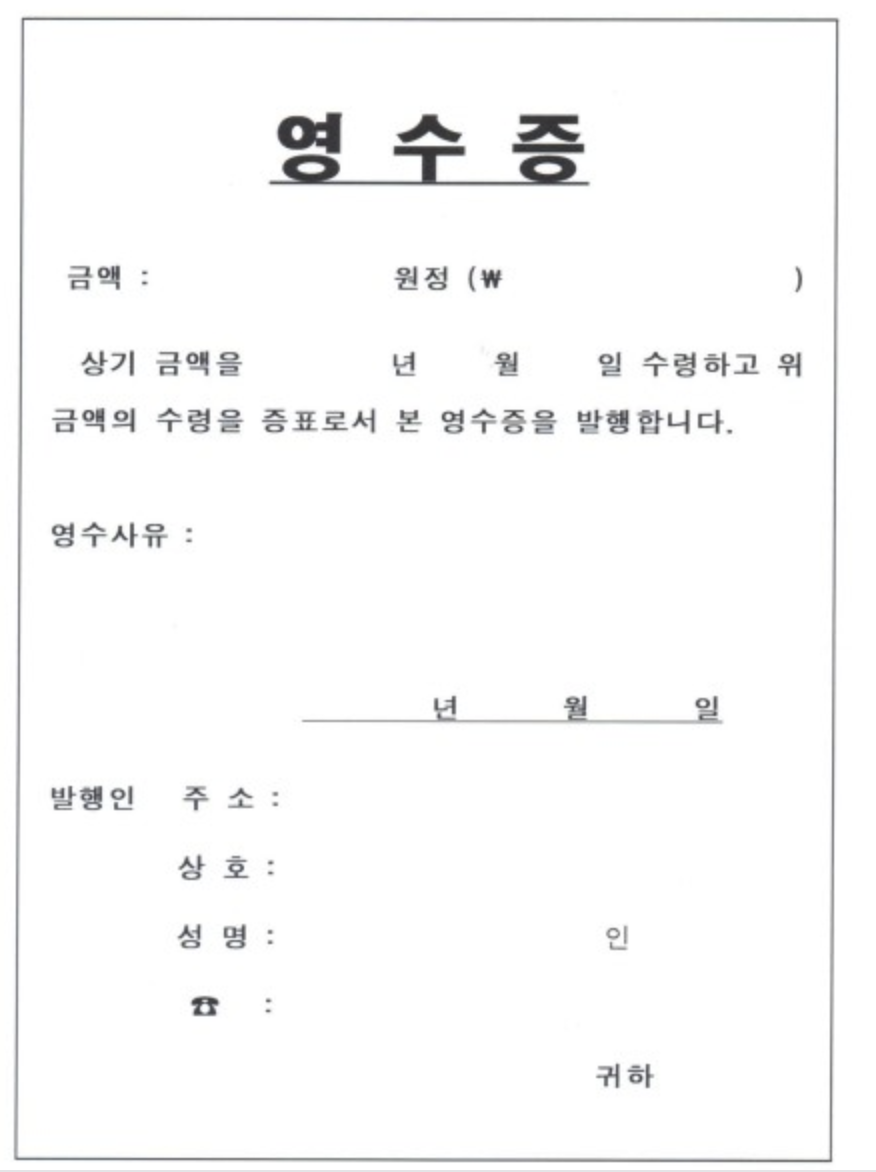 영 수 증
금액 : 원정 (₩ )
상기 금액을 년 월 일 수령하고 위
금액의 수령을 증표로서 본 영수증을 발행합니다.
영수사유 :
년 월 일
발행인 주 소 :
상 호 :
성 명 : 인
☎ :
귀하